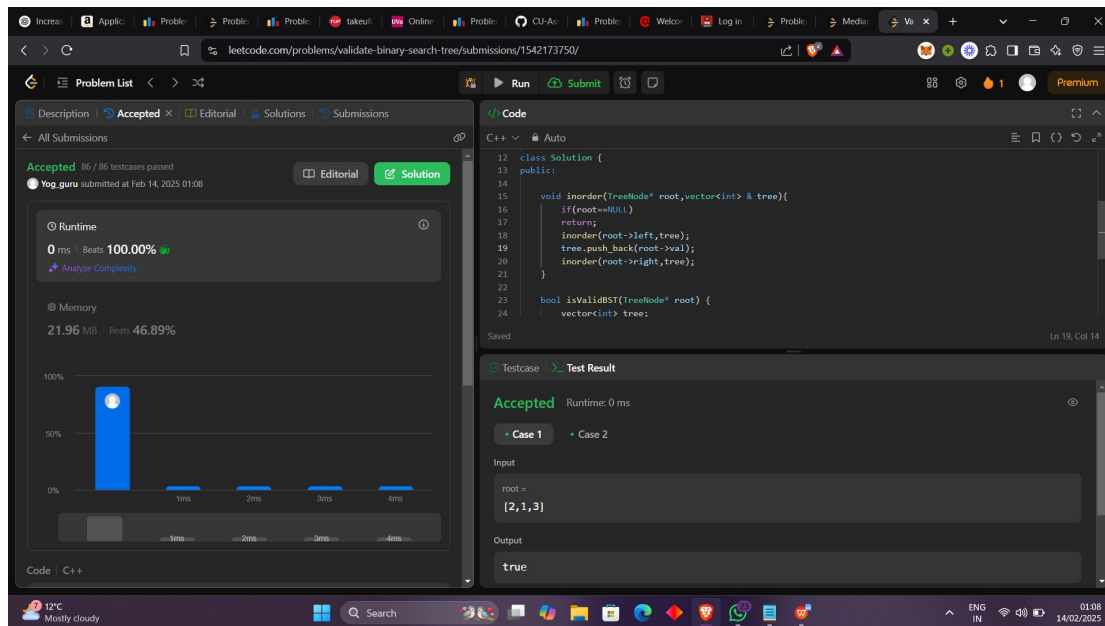 Increas
Applic
Proble
Proble
Proble
takeuf
Online
Proble
CU-As
Proble
Welco
Log in
Proble
Median
Va
leetcode.com/problems/validate-binary-search-tree/submissions/1542173750/
Problem List
Run
Submit
1
Premium
Description
Accepted
Editorial
Solutions
Submissions
All Submissions
Accepted 86 / 86 testcases passed
Yog_guru submitted at Feb 14, 2025 01:08
Editorial
Solution
Runtime
0 ms Beats 100.00%
Analyze Complexity
Memory
21.96 MB Beats 46.89%
100%
50%
0%
1ms 2ms 3ms 4ms
1ms 2ms 3ms 4ms
Code C++
</> Code
C++ Auto
12 class Solution {
13 public:
14
15 void inorder(TreeNode* root,vector<int> & tree){
16 if(root==NULL)
17 return;
18 inorder(root->left,tree);
19 tree.push_back(root->val);
20 inorder(root->right,tree);
21 }
22
23 bool isValidBST(TreeNode* root) {
24 vector<int> tree;
Saved
Ln 19, Col 14
Testcase
>_ Test Result
Accepted Runtime: 0 ms
• Case 1 • Case 2
Input
root =
[2,1,3]
Output
true
7
12°C
Mostly cloudy
Search
ENG
IN
01:08
14/02/2025